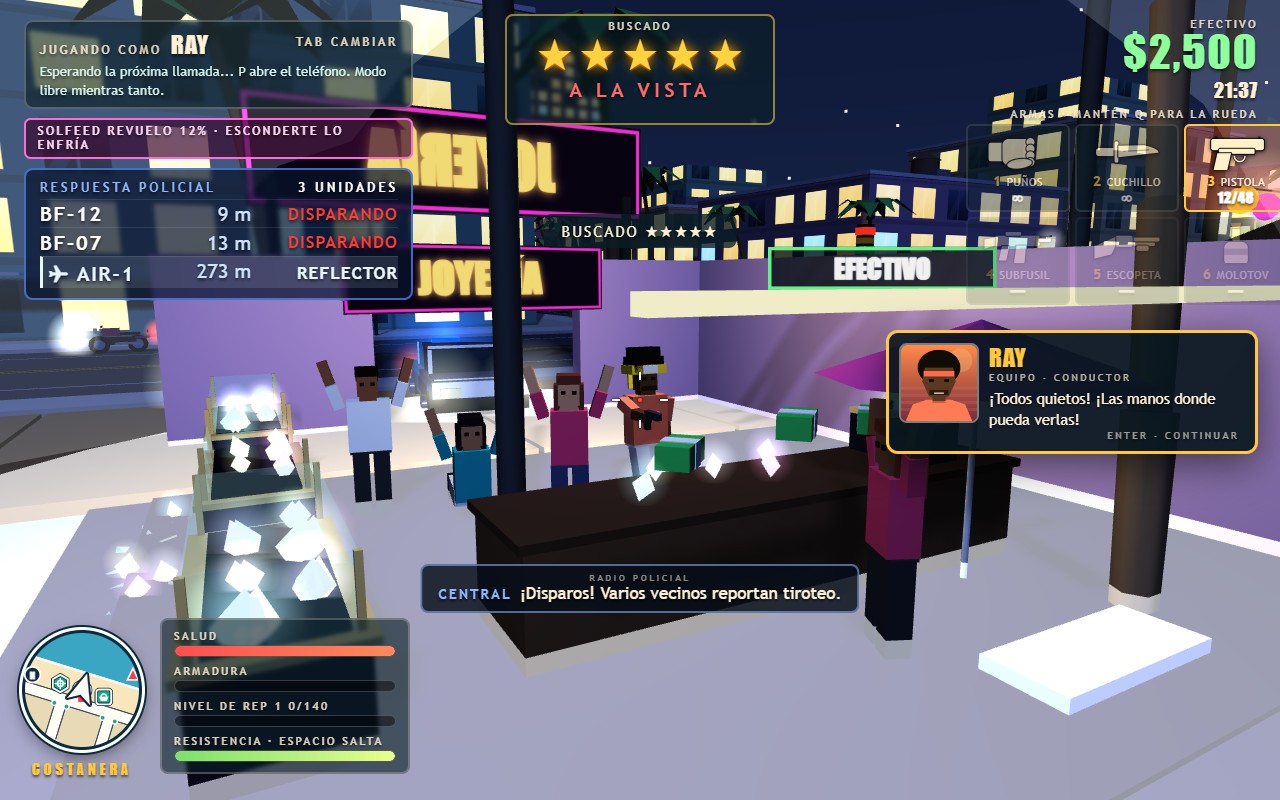 JUGANDO COMO RAY
TAB CAMBIAR
Esperando la próxima llamada... P abre el teléfono. Modo
libre mientras tanto.
SOLFEED REVUELO 12% · ESCONDERTE LO
ENFRÍA
RESPUESTA POLICIAL 3 UNIDADES
BF-12 9 m DISPARANDO
BF-07 13 m DISPARANDO
AIR-1 273 m REFLECTOR
BUSCADO
A LA VISTA
EFECTIVO
$2,500
21:37
ARMAS · MANTÉN Q PARA LA RUEDA
1 PUÑOS
∞
2 CUCHILLO
∞
3 PISTOLA
12/48
4 SUBFUSIL
5 ESCOPETA
6 MOLOTOV
JOYERÍA
BUSCADO ★★★★★
JOYERÍA
EFECTIVO
RAY
EQUIPO · CONDUCTOR
¡Todos quietos! ¡Las manos donde
pueda verlas!
ENTER · CONTINUAR
RADIO POLICIAL
CENTRAL ¡Disparos! Varios vecinos reportan tiroteo.
SALUD
ARMADURA
NIVEL DE REP 1 0/140
RESISTENCIA · ESPACIO SALTA
COSTANERA